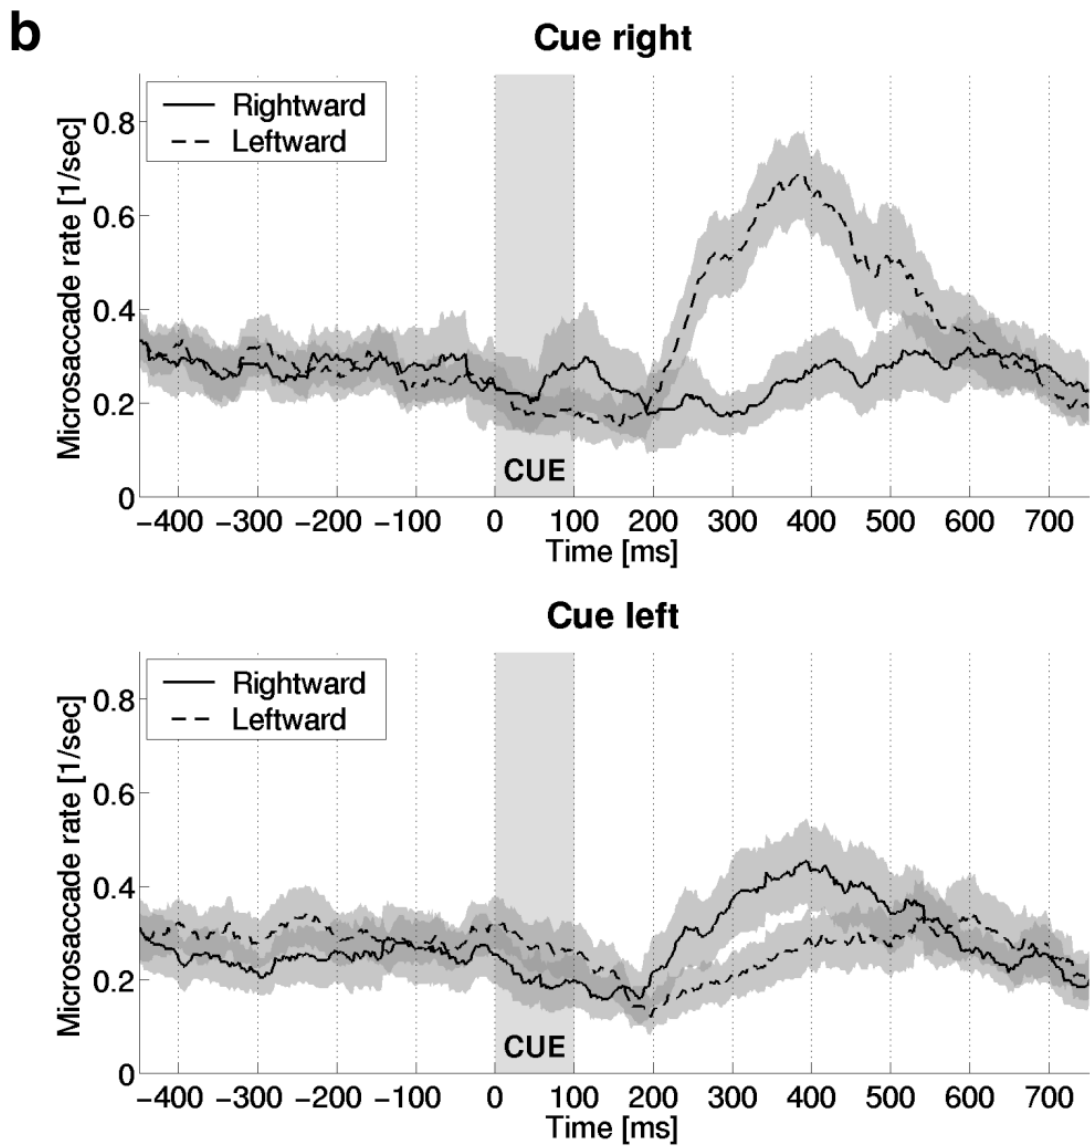 b
Cue right
Rightward
Leftward
Microsaccade rate [1/sec]
0.8
0.6
0.4
0.2
0
CUE
−400 −300 −200 −100 0 100 200 300 400 500 600 700
Time [ms]
Cue left
Rightward
Leftward
Microsaccade rate [1/sec]
0.8
0.6
0.4
0.2
0
CUE
−400 −300 −200 −100 0 100 200 300 400 500 600 700
Time [ms]